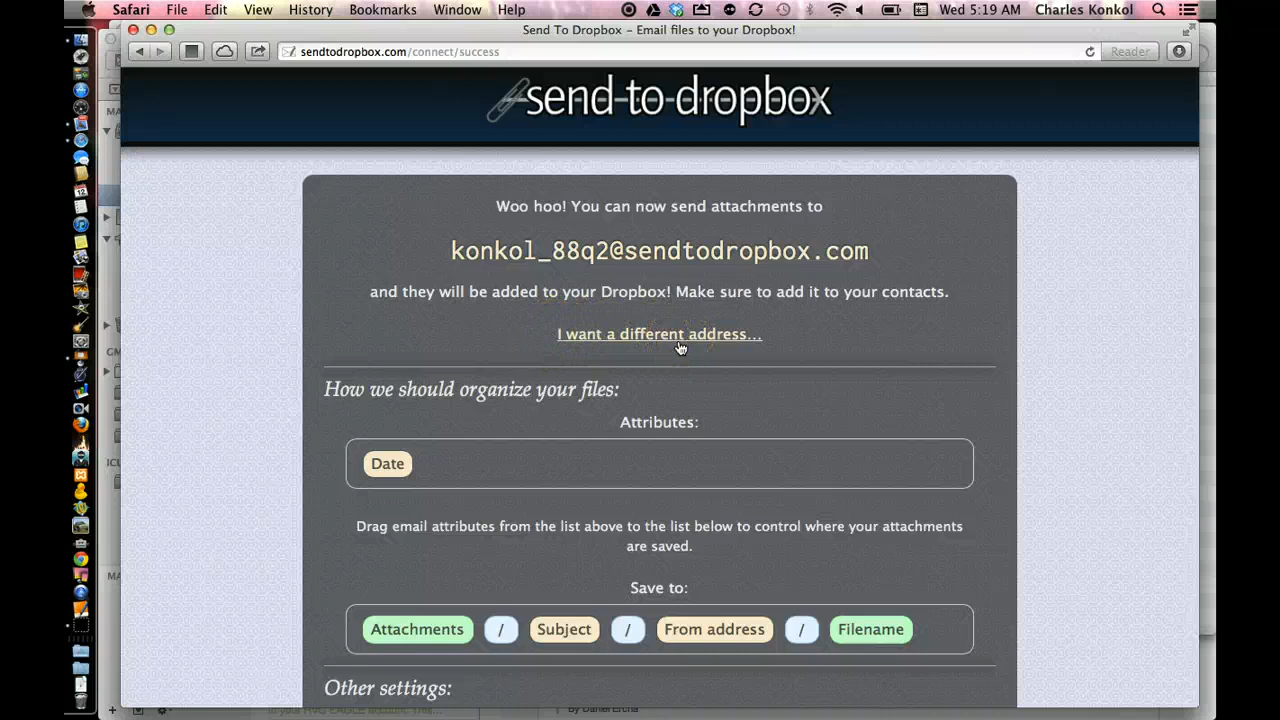 Safari File Edit View History Bookmarks Window Help Wed 5:19 AM Charles Konkol
Send To Dropbox – Email files to your Dropbox!
sendtodropbox.com/connect/success Reader
send-to-dropbox
Woo hoo! You can now send attachments to
konkol_88q2@sendtodropbox.com
and they will be added to your Dropbox! Make sure to add it to your contacts.
I want a different address...
How we should organize your files:
Attributes:
Date
Drag email attributes from the list above to the list below to control where your attachments
are saved.
Save to:
Attachments / Subject / From address / Filename
Other settings: